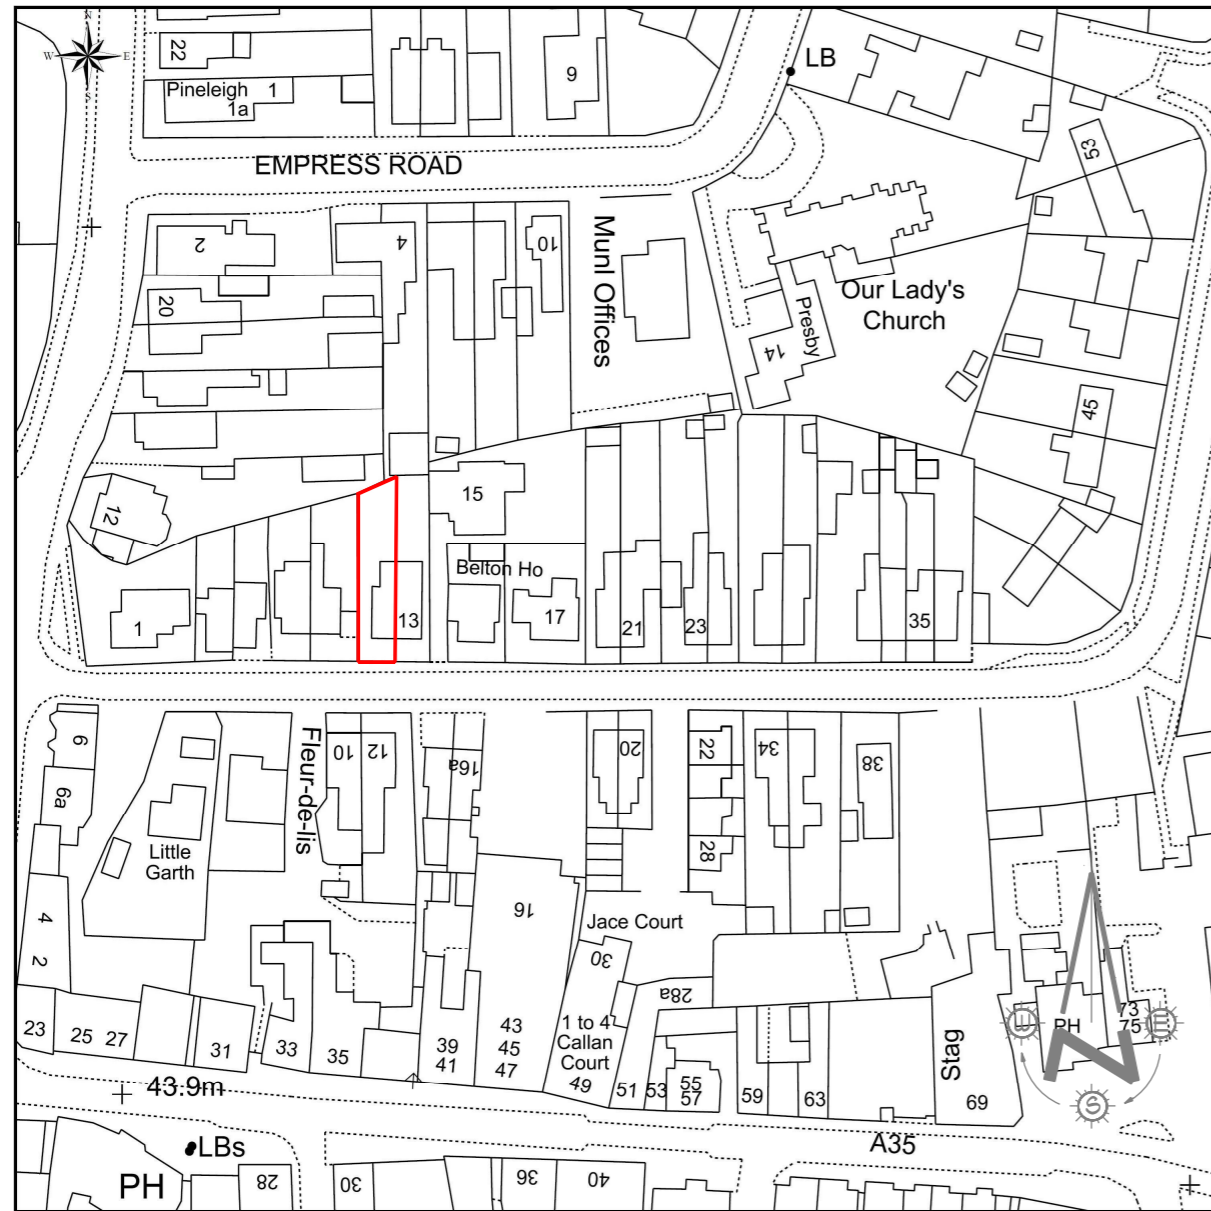 N
W
E
S
22
Pineleigh 1
1a
9
LB
EMPRESS ROAD
53
2
4
10
Munl Offices
20
Our Lady's
Church
Presby
14
45
12
15
Belton Ho
1
13
17
21
23
35
6
6a
Fleur-de-lis
10
12
16a
20
22
34
38
28
Little
Garth
4
2
16
Jace Court
30
28a
23
25
27
31
33
35
39
41
43
45
47
1 to 4
Callan
Court
49
51
53
55
57
59
63
Stag
69
PH
73
75
E
S
43.9m
A35
LBs
PH
28
30
36
40